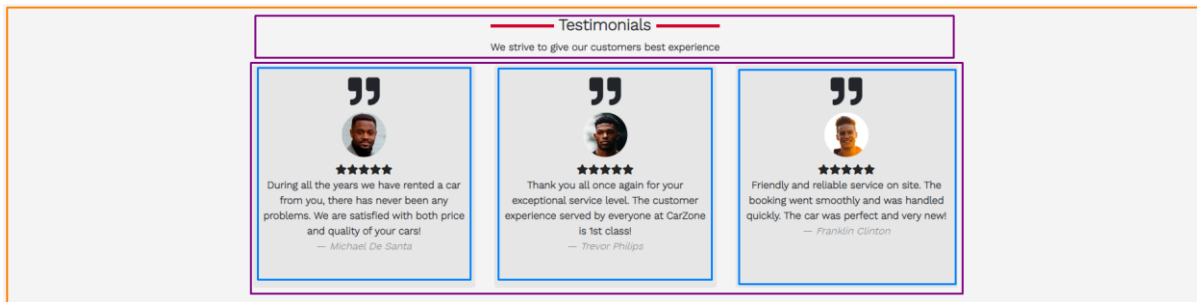 Testimonials
We strive to give our customers best experience
During all the years we have rented a car
from you, there has never been any
problems. We are satisfied with both price
and quality of your cars!
— Michael De Santa
Thank you all once again for your
exceptional service level. The customer
experience served by everyone at CarZone
is 1st class!
— Trevor Philips
Friendly and reliable service on site. The
booking went smoothly and was handled
quickly. The car was perfect and very new!
— Franklin Clinton